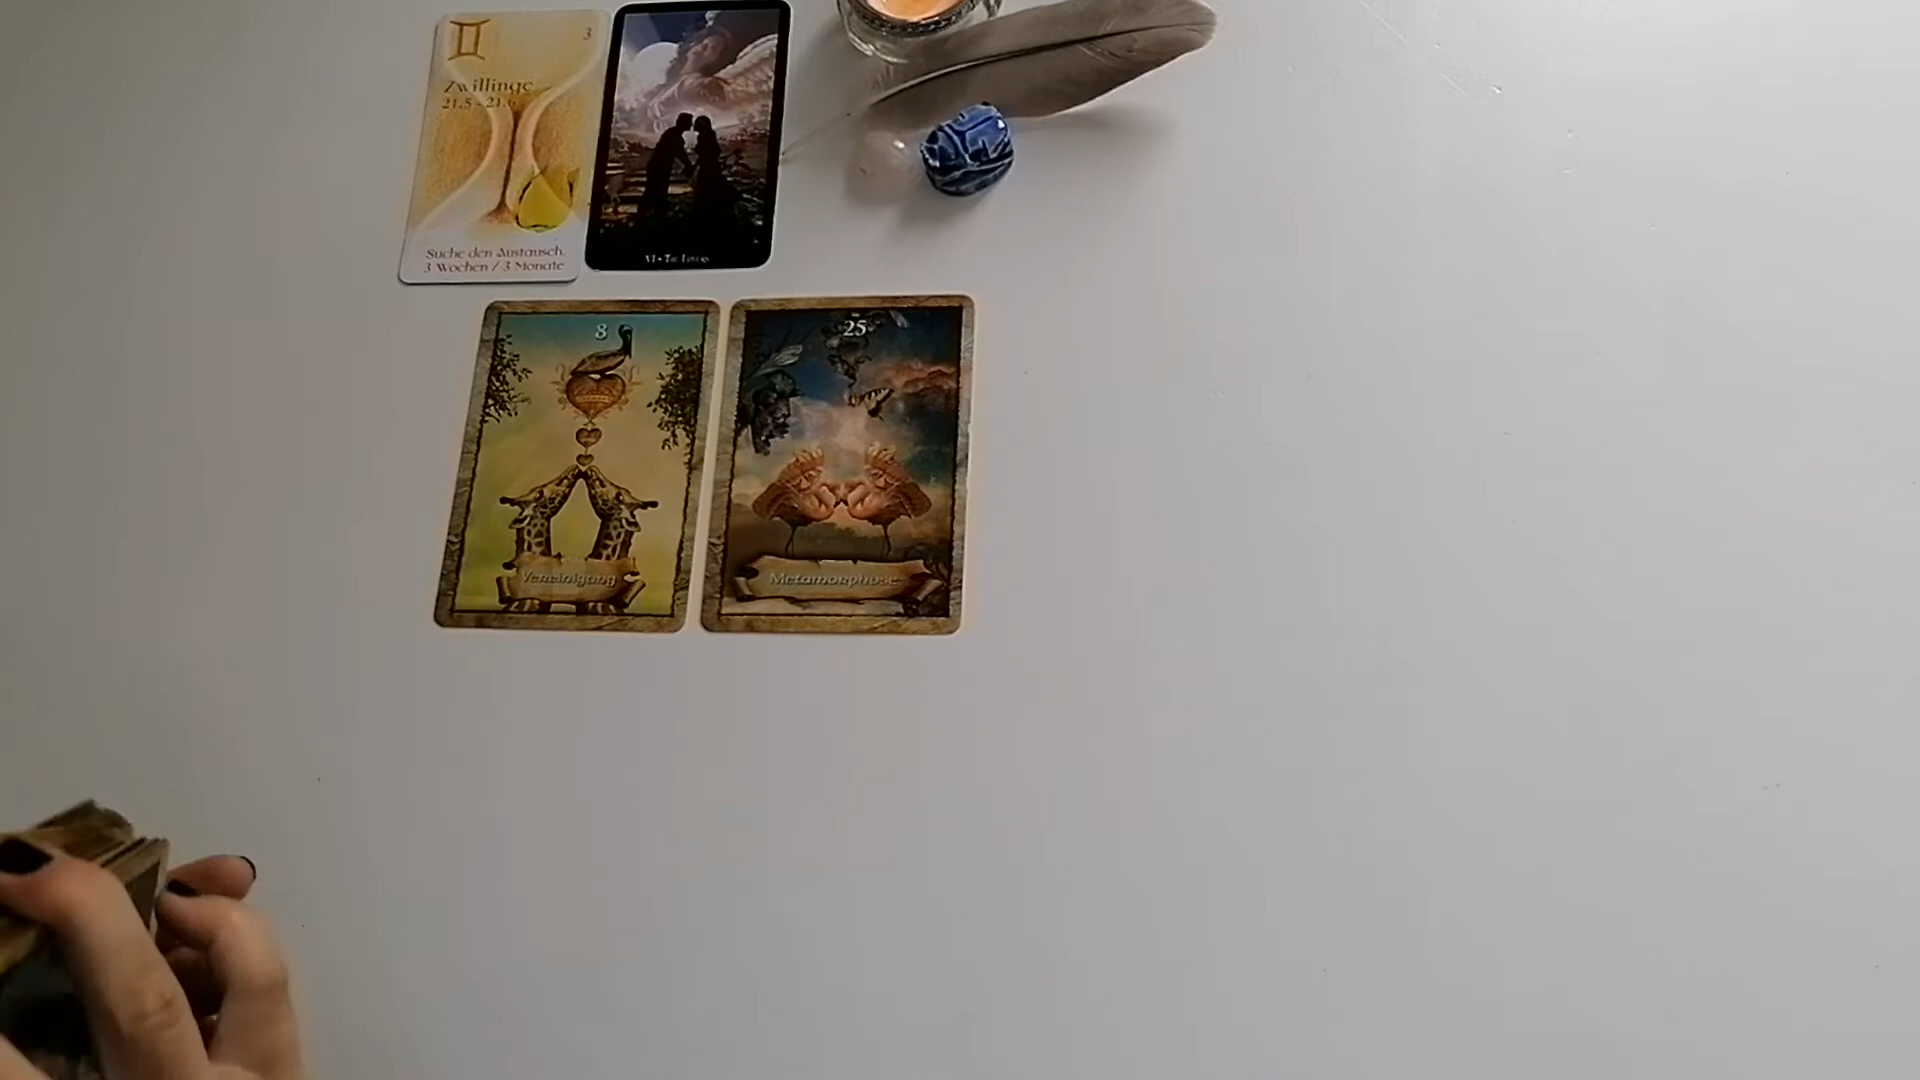 3
Zwillinge
21.5 - 21.6
Suche den Austausch.
3 Wochen / 3 Monate
VI • The Lovers
8
Vereinigung
25
Metamorphose